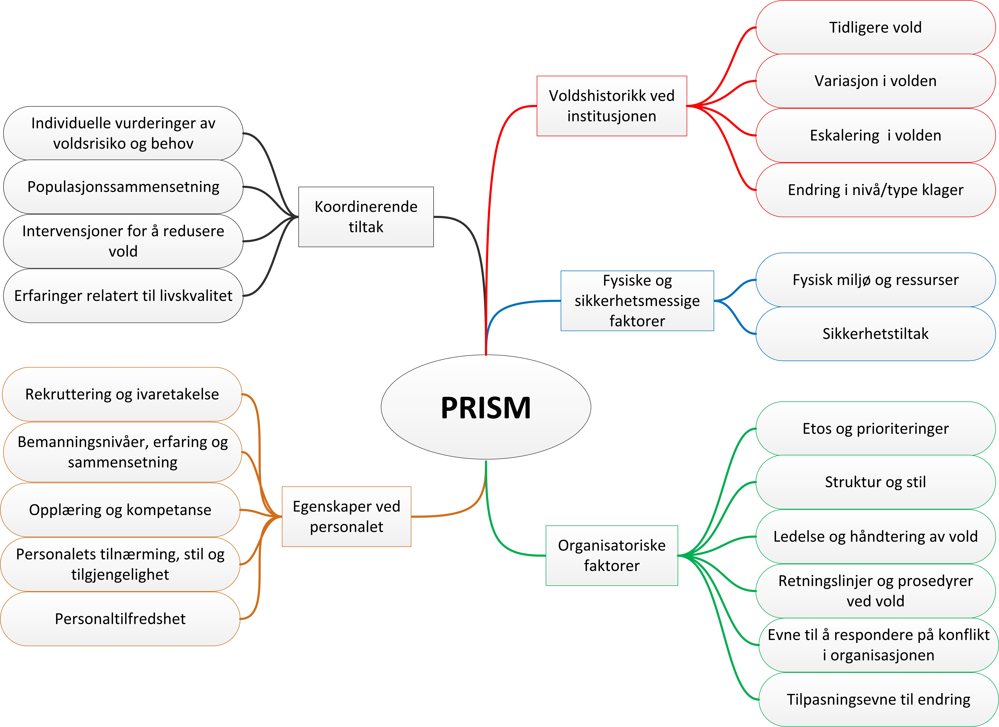 PRISM
Voldshistorikk ved
institusjonen
Tidligere vold
Variasjon i volden
Eskalering  i volden
Endring i nivå/type klager
Fysiske og
sikkerhetsmessige
faktorer
Fysisk miljø og ressurser
Sikkerhetstiltak
Organisatoriske
faktorer
Etos og prioriteringer
Struktur og stil
Ledelse og håndtering av vold
Retningslinjer og prosedyrer
ved vold
Evne til å respondere på konflikt
i organisasjonen
Tilpasningsevne til endring
Egenskaper ved
personalet
Rekruttering og ivaretakelse
Bemanningsnivåer, erfaring og
sammensetning
Opplæring og kompetanse
Personalets tilnærming, stil og
tilgjengelighet
Personaltilfredshet
Koordinerende
tiltak
Individuelle vurderinger av
voldsrisiko og behov
Populasjonssammensetning
Intervensjoner for å redusere
vold
Erfaringer relatert til livskvalitet